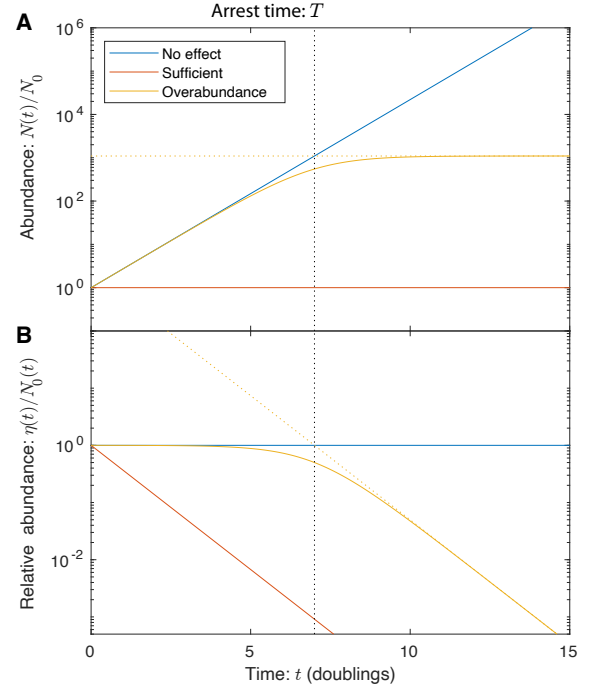 Arrest time: T
A
No effect
Sufficient
Overabundance
10^6
10^4
10^2
10^0
Abundance: N(t)/N_0
B
10^0
10^-2
Relative abundance: η(t)/N_0(t)
0 5 10 15
Time: t (doublings)